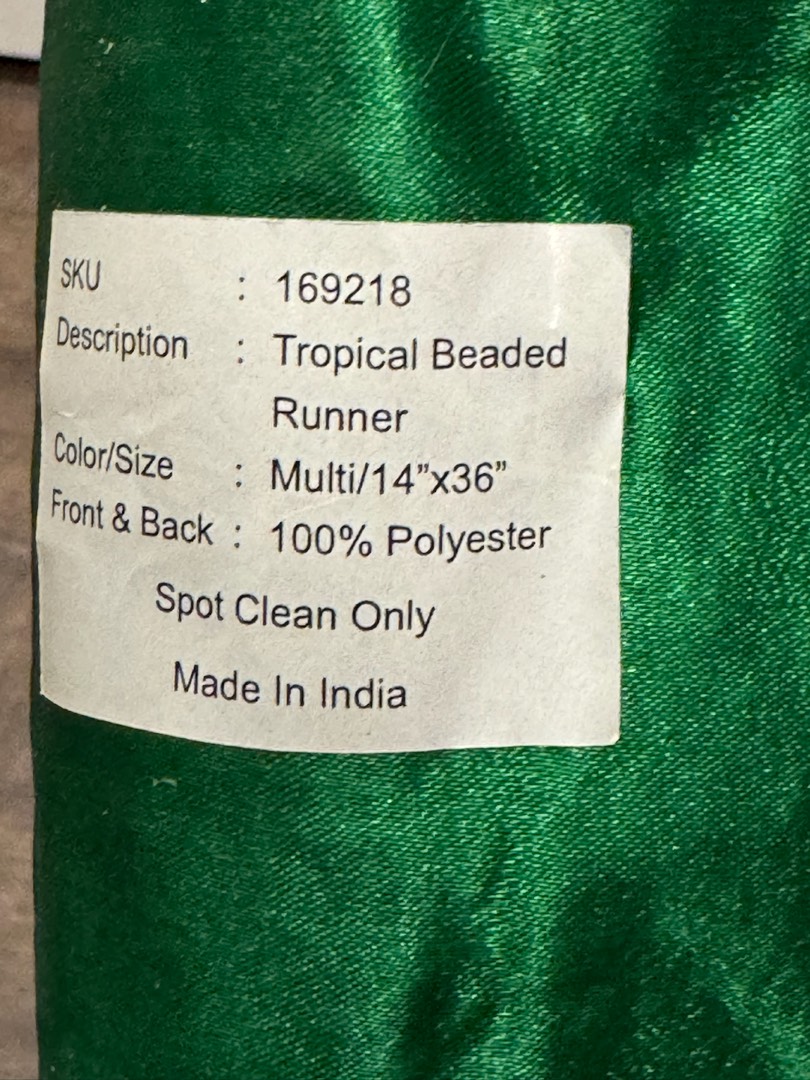 SKU : 169218
Description : Tropical Beaded
Runner
Color/Size : Multi/14”x36”
Front & Back : 100% Polyester
Spot Clean Only
Made In India